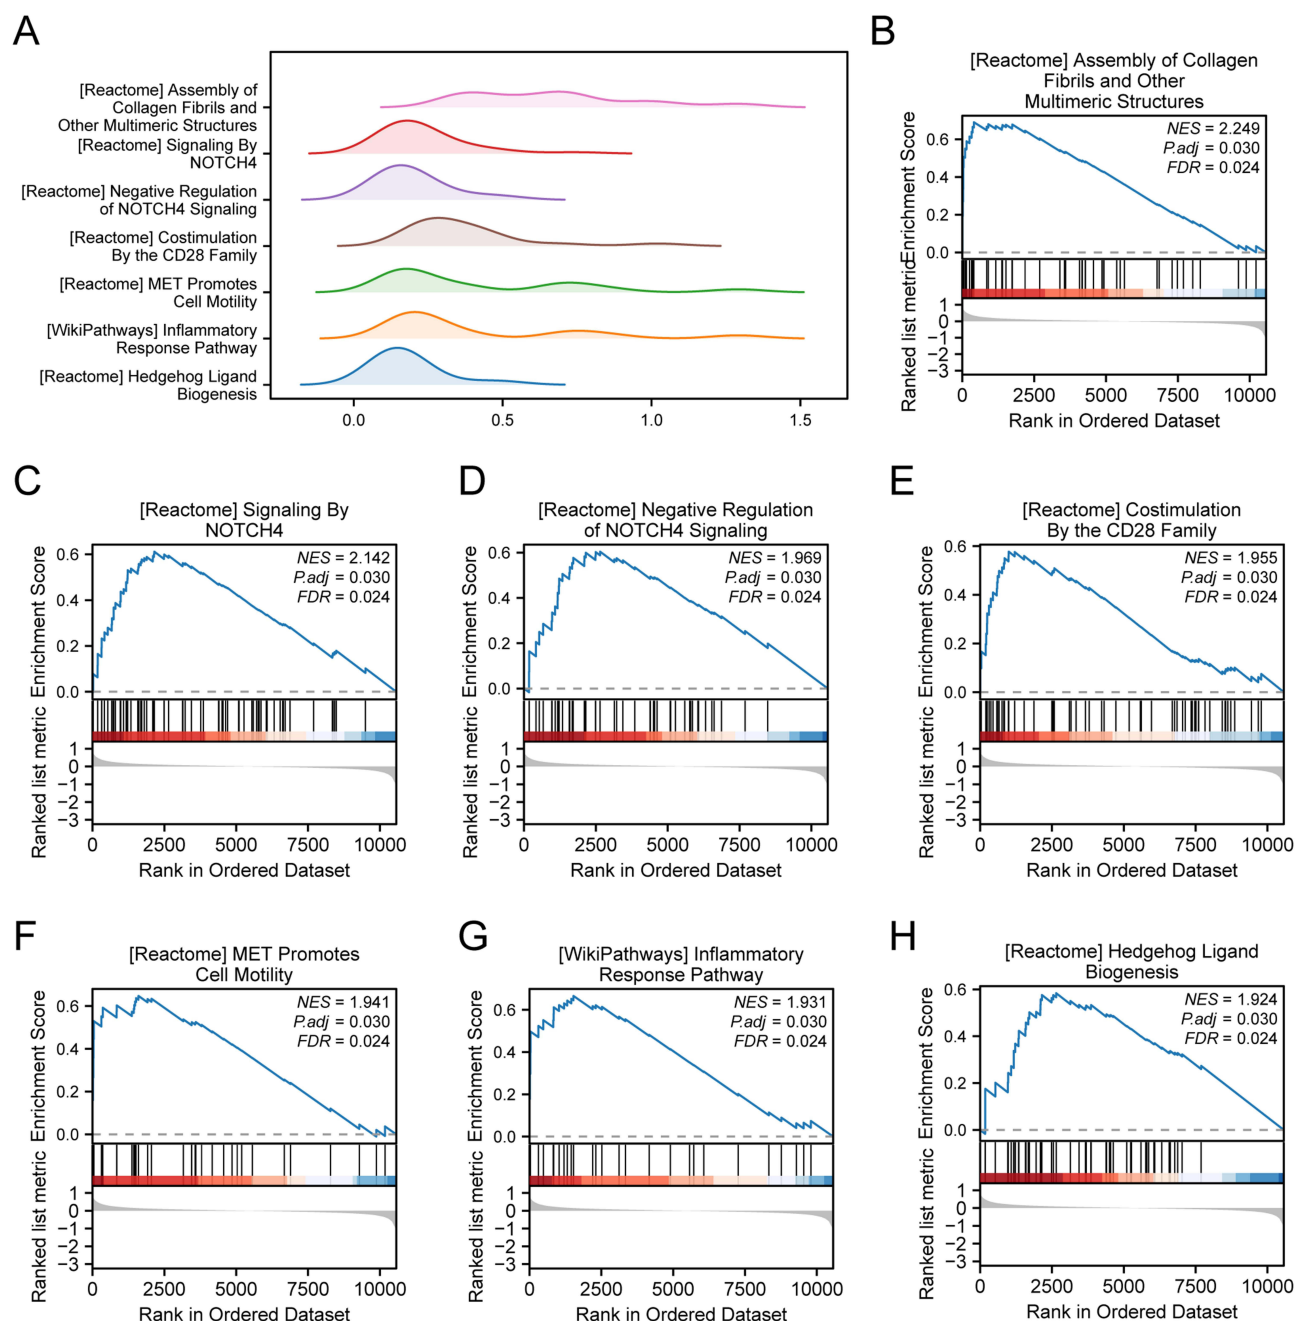 A
[Reactome] Assembly of
Collagen Fibrils and
Other Multimeric Structures
[Reactome] Signaling By
NOTCH4
[Reactome] Negative Regulation
of NOTCH4 Signaling
[Reactome] Costimulation
By the CD28 Family
[Reactome] MET Promotes
Cell Motility
[WikiPathways] Inflammatory
Response Pathway
[Reactome] Hedgehog Ligand
Biogenesis
0.0 0.5 1.0 1.5
B
[Reactome] Assembly of Collagen
Fibrils and Other
Multimeric Structures
NES = 2.249
P.adj = 0.030
FDR = 0.024
Enrichment Score
0.6
0.4
0.2
0.0
Ranked list metric
1
0
−1
−2
−3
0 2500 5000 7500 10000
Rank in Ordered Dataset
C
[Reactome] Signaling By
NOTCH4
NES = 2.142
P.adj = 0.030
FDR = 0.024
Enrichment Score
0.6
0.4
0.2
0.0
Ranked list metric
1
0
−1
−2
−3
0 2500 5000 7500 10000
Rank in Ordered Dataset
D
[Reactome] Negative Regulation
of NOTCH4 Signaling
NES = 1.969
P.adj = 0.030
FDR = 0.024
Enrichment Score
0.6
0.4
0.2
0.0
Ranked list metric
1
0
−1
−2
−3
0 2500 5000 7500 10000
Rank in Ordered Dataset
E
[Reactome] Costimulation
By the CD28 Family
NES = 1.955
P.adj = 0.030
FDR = 0.024
Enrichment Score
0.6
0.4
0.2
0.0
Ranked list metric
1
0
−1
−2
−3
0 2500 5000 7500 10000
Rank in Ordered Dataset
F
[Reactome] MET Promotes
Cell Motility
NES = 1.941
P.adj = 0.030
FDR = 0.024
Enrichment Score
0.6
0.4
0.2
0.0
Ranked list metric
1
0
−1
−2
−3
0 2500 5000 7500 10000
Rank in Ordered Dataset
G
[WikiPathways] Inflammatory
Response Pathway
NES = 1.931
P.adj = 0.030
FDR = 0.024
Enrichment Score
0.6
0.4
0.2
0.0
Ranked list metric
1
0
−1
−2
−3
0 2500 5000 7500 10000
Rank in Ordered Dataset
H
[Reactome] Hedgehog Ligand
Biogenesis
NES = 1.924
P.adj = 0.030
FDR = 0.024
Enrichment Score
0.6
0.4
0.2
0.0
Ranked list metric
1
0
−1
−2
−3
0 2500 5000 7500 10000
Rank in Ordered Dataset